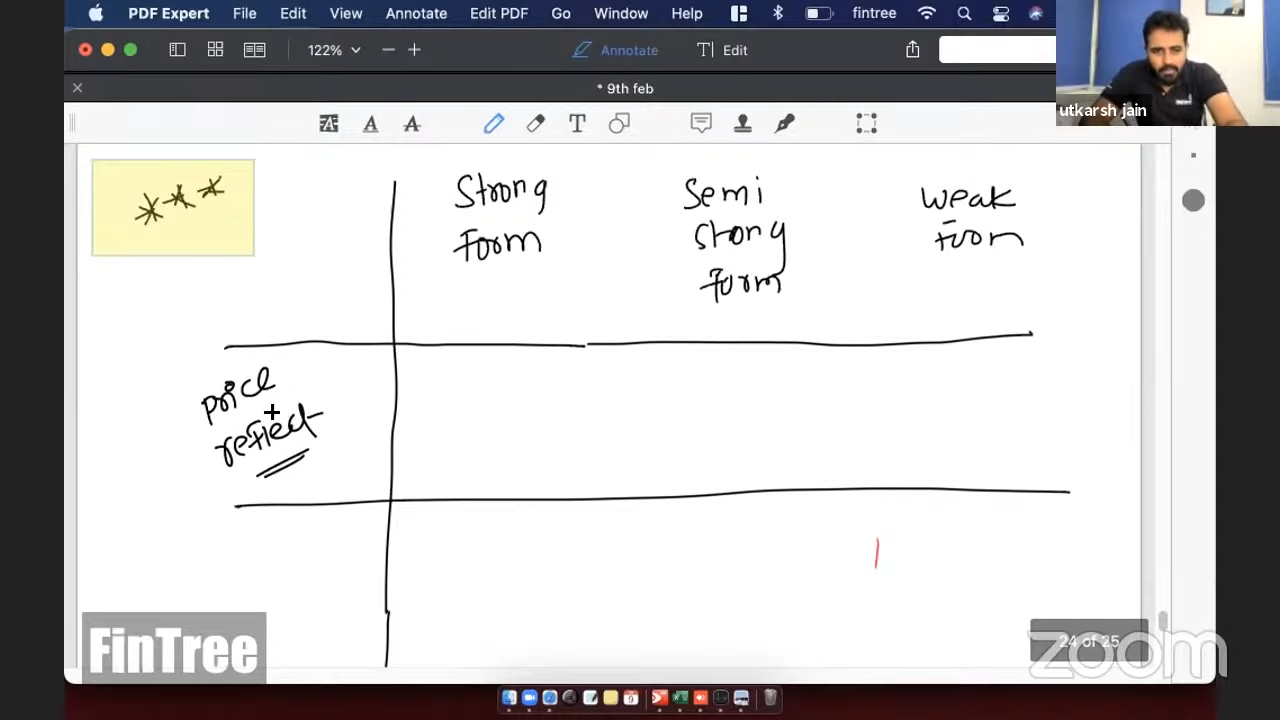 PDF Expert File Edit View Annotate Edit PDF Go Window Help fintree
122% Annotate T Edit
* 9th feb
utkarsh jain
A A A T
*** Strong Semi Weak
Form Strong Form
Form
price
reflect
24 of 25
FinTree
zoom
9